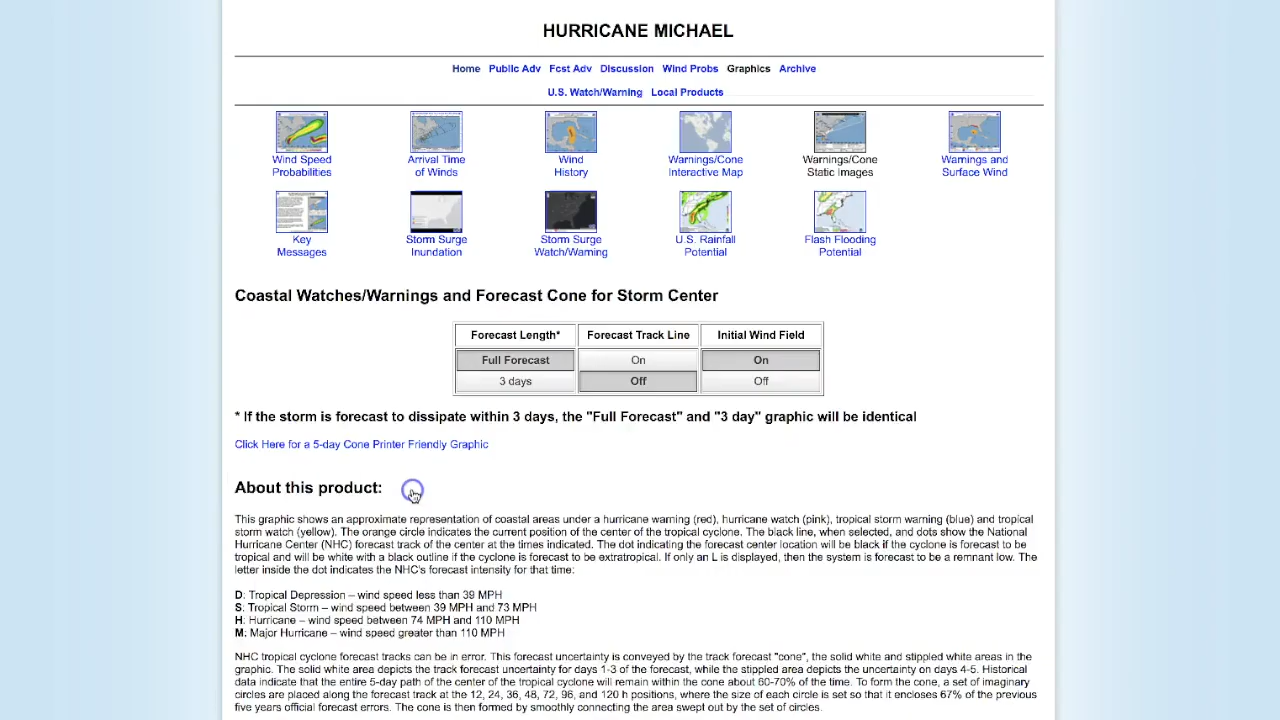 HURRICANE MICHAEL
Home Public Adv Fcst Adv Discussion Wind Probs Graphics Archive
U.S. Watch/Warning Local Products
Wind Speed Probabilities
Arrival Time of Winds
Wind History
Warnings/Cone Interactive Map
Warnings/Cone Static Images
Warnings and Surface Wind
Key Messages
Storm Surge Inundation
Storm Surge Watch/Warning
U.S. Rainfall Potential
Flash Flooding Potential
Coastal Watches/Warnings and Forecast Cone for Storm Center
Forecast Length* Forecast Track Line Initial Wind Field
Full Forecast On On
3 days Off Off
* If the storm is forecast to dissipate within 3 days, the "Full Forecast" and "3 day" graphic will be identical
Click Here for a 5-day Cone Printer Friendly Graphic
About this product:
This graphic shows an approximate representation of coastal areas under a hurricane warning (red), hurricane watch (pink), tropical storm warning (blue) and tropical
storm watch (yellow). The orange circle indicates the current position of the center of the tropical cyclone. The black line, when selected, and dots show the National
Hurricane Center (NHC) forecast track of the center at the times indicated. The dot indicating the forecast center location will be black if the cyclone is forecast to be
tropical and will be white with a black outline if the cyclone is forecast to be extratropical. If only an L is displayed, then the system is forecast to be a remnant low. The
letter inside the dot indicates the NHC's forecast intensity for that time:
D: Tropical Depression – wind speed less than 39 MPH
S: Tropical Storm – wind speed between 39 MPH and 73 MPH
H: Hurricane – wind speed between 74 MPH and 110 MPH
M: Major Hurricane – wind speed greater than 110 MPH
NHC tropical cyclone forecast tracks can be in error. This forecast uncertainty is conveyed by the track forecast "cone", the solid white and stippled white areas in the
graphic. The solid white area depicts the track forecast uncertainty for days 1-3 of the forecast, while the stippled area depicts the uncertainty on days 4-5. Historical
data indicate that the entire 5-day path of the center of the tropical cyclone will remain within the cone about 60-70% of the time. To form the cone, a set of imaginary
circles are placed along the forecast track at the 12, 24, 36, 48, 72, 96, and 120 h positions, where the size of each circle is set so that it encloses 67% of the previous
five years official forecast errors. The cone is then formed by smoothly connecting the area swept out by the set of circles.